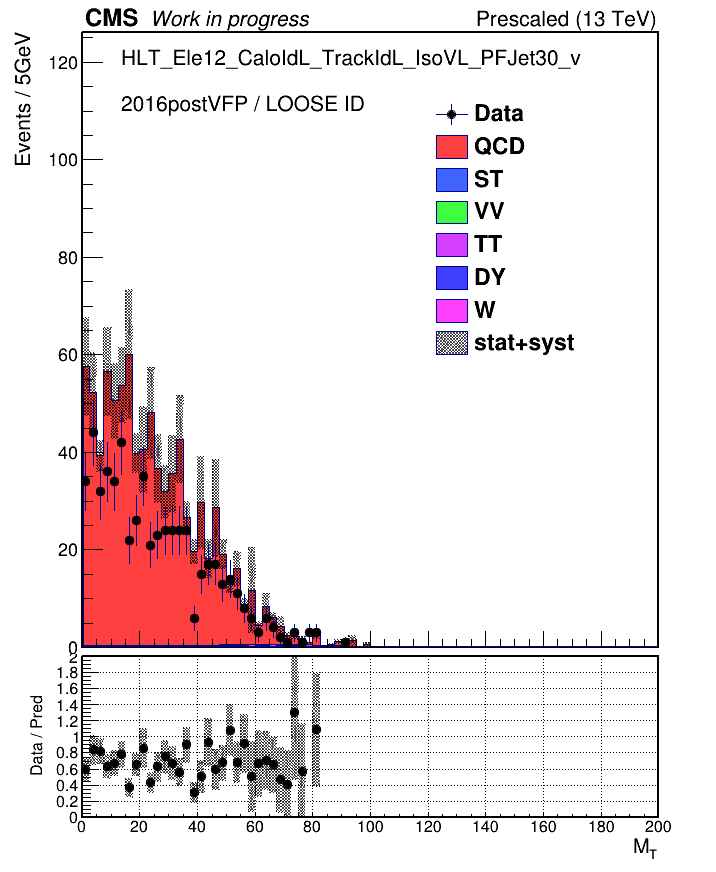 CMS Work in progress Prescaled (13 TeV)
Events / 5GeV
HLT_Ele12_CaloIdL_TrackIdL_IsoVL_PFJet30_v
2016postVFP / LOOSE ID
Data
QCD
ST
VV
TT
DY
W
stat+syst
120
100
80
60
40
20
0
Data / Pred
2
1.8
1.6
1.4
1.2
1
0.8
0.6
0.4
0.2
0
0 20 40 60 80 100 120 140 160 180 200
M_T